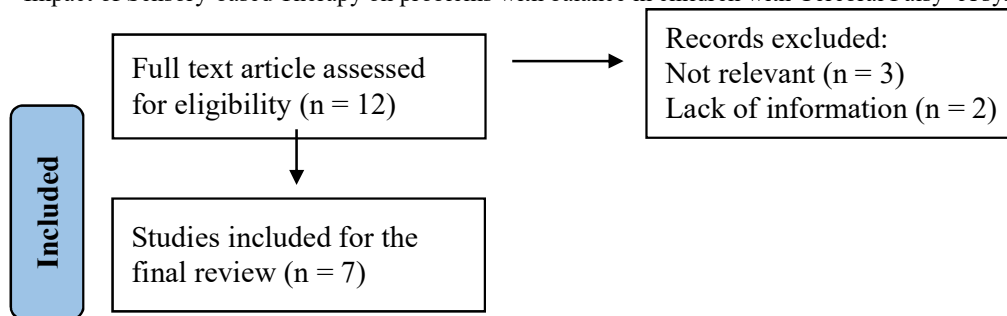 Full text article assessed
for eligibility (n = 12)
Records excluded:
Not relevant (n = 3)
Lack of information (n = 2)
Included
Studies included for the
final review (n = 7)